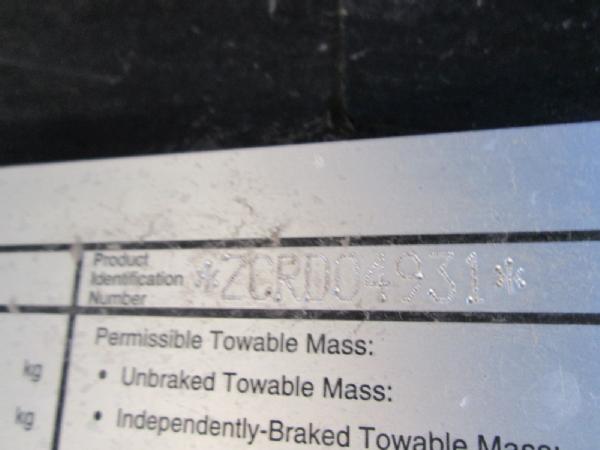 Product
Identification
Number
*ZCRD04931*
Permissible Towable Mass:
kg
• Unbraked Towable Mass:
kg
• Independently-Braked Towable Mass: